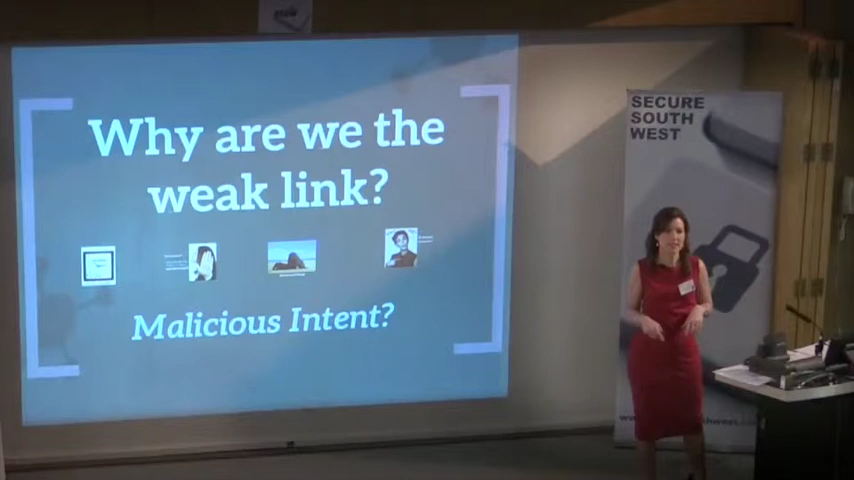 Why are we the
weak link?
Malicious Intent?
SECURE
SOUTH
WEST